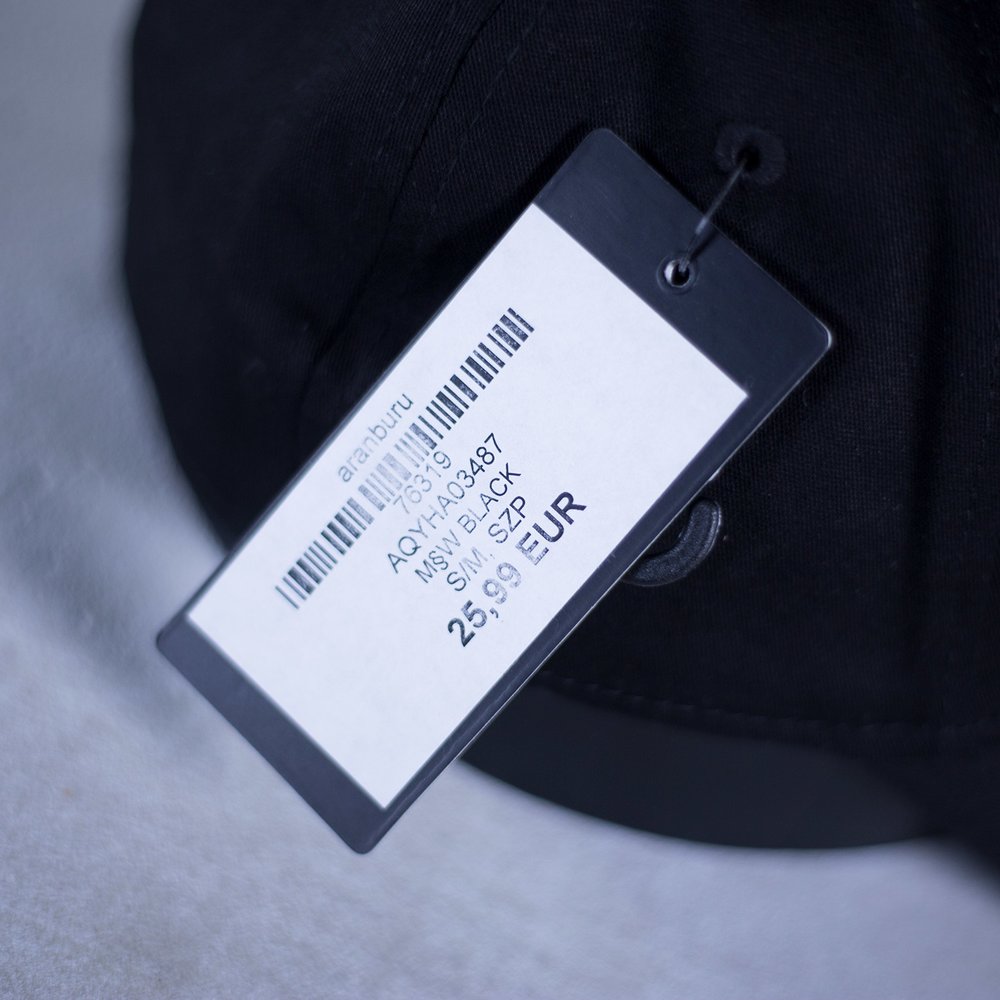 aranburu
76319
AQYHA03487
M§W BLACK
S/M, SZP
25,99 EUR